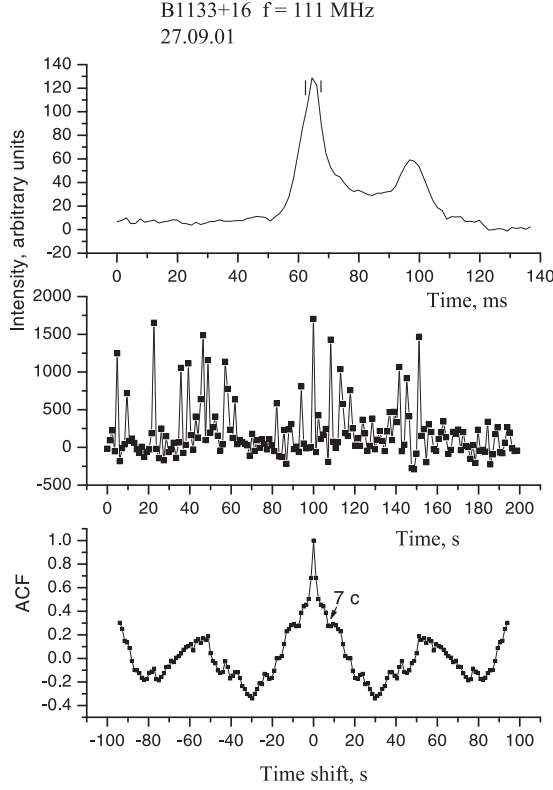 B1133+16 f = 111 MHz
27.09.01
Intensity, arbitrary units
140
120
100
80
60
40
20
0
-20
0 20 40 60 80 100 120 140
Time, ms
2000
1500
1000
500
0
-500
0 20 40 60 80 100 120 140 160 180 200
Time, s
ACF
1.0
0.8
0.6
0.4
0.2
0.0
-0.2
-0.4
7 c
-100 -80 -60 -40 -20 0 20 40 60 80 100
Time shift, s